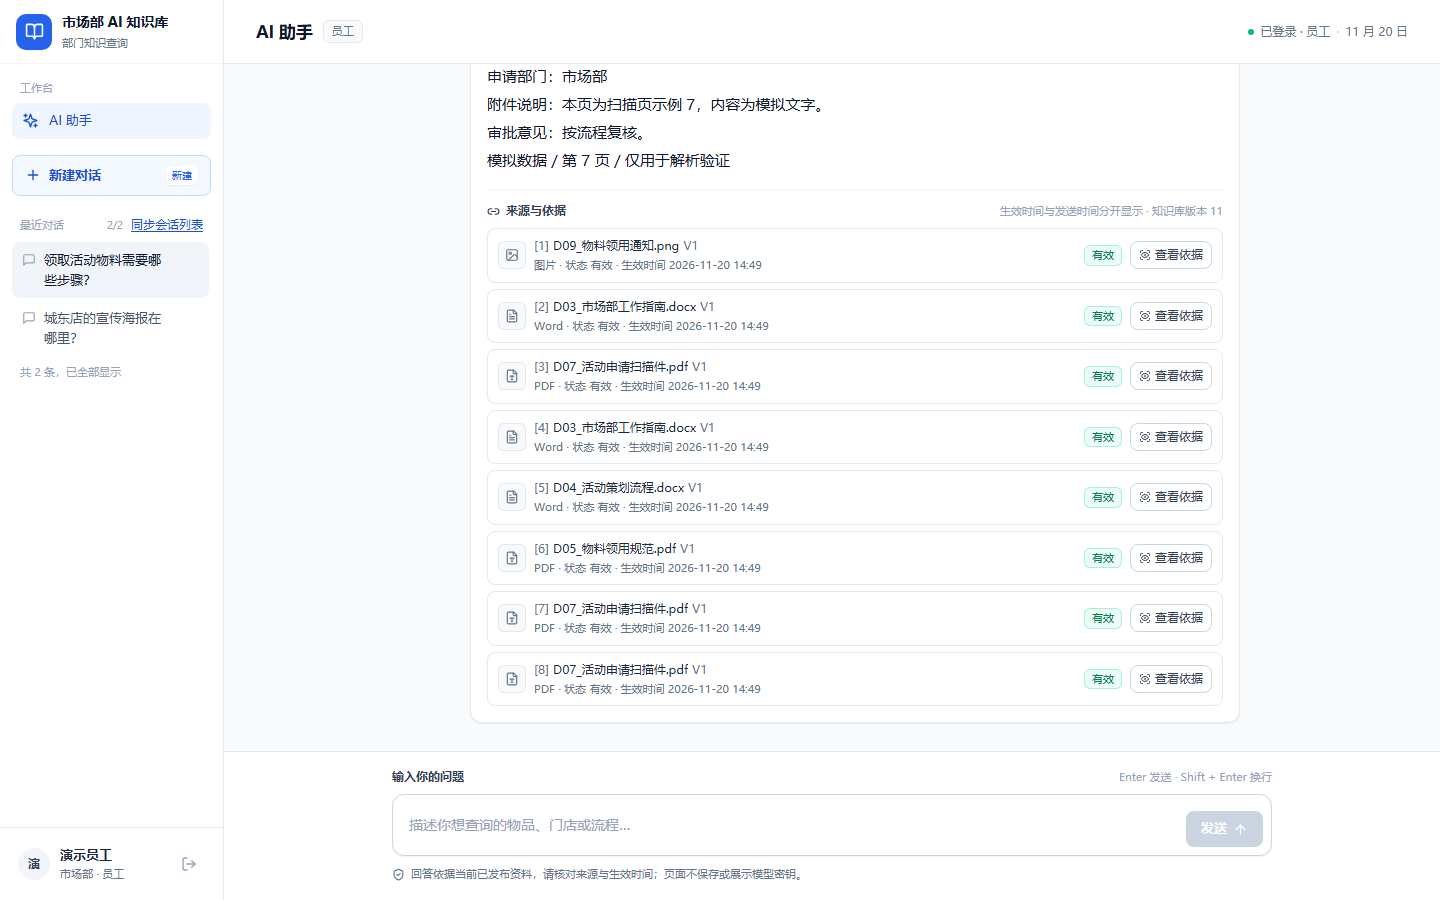 市场部 AI 知识库
部门知识查询
工作台
AI 助手
新建对话
新建
最近对话
2/2
同步会话列表
领取活动物料需要哪
些步骤?
城东店的宣传海报在
哪里?
共 2 条，已全部显示
演
演示员工
市场部 · 员工
AI 助手
员工
已登录 · 员工 · 11 月 20 日
申请部门：市场部
附件说明：本页为扫描页示例 7，内容为模拟文字。
审批意见：按流程复核。
模拟数据 / 第 7 页 / 仅用于解析验证
来源与依据
生效时间与发送时间分开显示 · 知识库版本 11
[1] D09_物料领用通知.png V1
图片 · 状态 有效 · 生效时间 2026-11-20 14:49
有效
查看依据
[2] D03_市场部工作指南.docx V1
Word · 状态 有效 · 生效时间 2026-11-20 14:49
有效
查看依据
[3] D07_活动申请扫描件.pdf V1
PDF · 状态 有效 · 生效时间 2026-11-20 14:49
有效
查看依据
[4] D03_市场部工作指南.docx V1
Word · 状态 有效 · 生效时间 2026-11-20 14:49
有效
查看依据
[5] D04_活动策划流程.docx V1
Word · 状态 有效 · 生效时间 2026-11-20 14:49
有效
查看依据
[6] D05_物料领用规范.pdf V1
PDF · 状态 有效 · 生效时间 2026-11-20 14:49
有效
查看依据
[7] D07_活动申请扫描件.pdf V1
PDF · 状态 有效 · 生效时间 2026-11-20 14:49
有效
查看依据
[8] D07_活动申请扫描件.pdf V1
PDF · 状态 有效 · 生效时间 2026-11-20 14:49
有效
查看依据
输入你的问题
Enter 发送 · Shift + Enter 换行
描述你想查询的物品、门店或流程...
发送
回答依据当前已发布资料，请核对来源与生效时间；页面不保存或展示模型密钥。